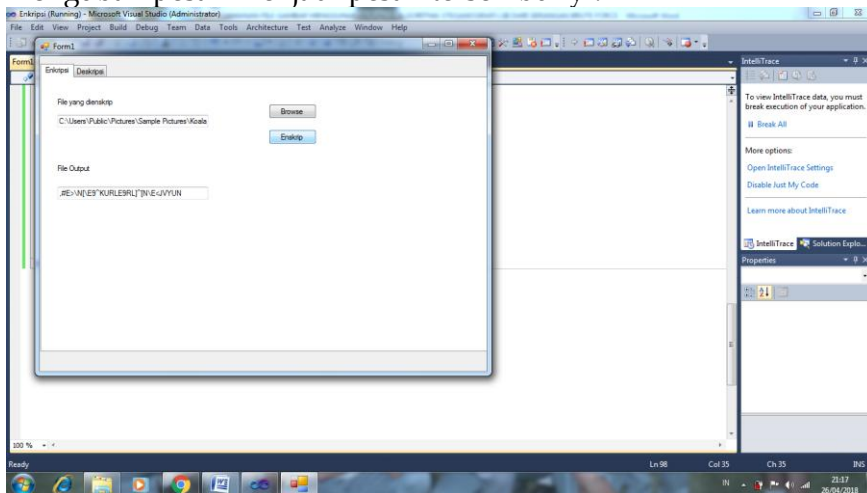 Enkripsi (Running) - Microsoft Visual Studio (Administrator)
File Edit View Project Build Debug Team Data Tools Architecture Test Analyze Window Help
Form1
Enkripsi Deskripsi
File yang dienskrip
Browse
C:\Users\Public\Pictures\Sample Pictures\Koala
Enskrip
File Output
IntelliTrace
To view IntelliTrace data, you must
break execution of your application.
Break All
More options:
Open IntelliTrace Settings
Disable Just My Code
Learn more about IntelliTrace
IntelliTrace Solution Explo...
Properties
100 %
Ready Ln 98 Col 35 Ch 35 INS
IN 21:17
26/04/2018